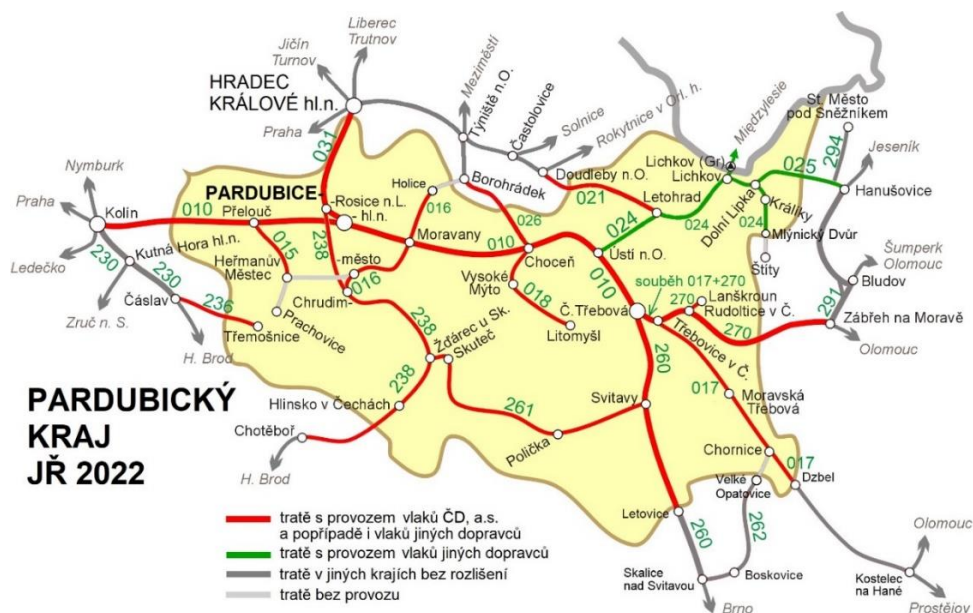 Liberec
Trutnov
Jičín
Turnov
HRADEC
KRÁLOVÉ hl.n.
Praha
Meziměstí
Týniště n.O.
Častolovice
Solnice
Rokytnice v Orl. h.
Doudleby n.O.
Międzylesie
Lichkov (Gr)
Lichkov
St. Město
pod Sněžníkem
294
Jeseník
025
Hanušovice
Nymburk
Praha
Kolín
Ledečko
010
Přelouč
031
PARDUBICE-
-Rosice n.L.
-hl.n.
Holice
016
Borohrádek
026
021
Letohrad
024
024
Dolní Lipka
Králíky
024
Mlýnický Dvůr
Štíty
230
Kutná Hora hl.n.
230
Čáslav
236
Třemošnice
Zruč n. S.
H. Brod
015
Heřmanův
Městec
Prachovice
238
-město
Chrudim-
016
Moravany
010
Choceň
Ústí n.O.
010
Vysoké
Mýto
018
Litomyšl
souběh 017+270
Č.Třebová
270
Lanškroun
Rudoltice v Č.
270
Třebovice v Č.
Šumperk
Olomouc
Bludov
291
Zábřeh na Moravě
Olomouc
238
Žďárec u Sk.
Skuteč
238
Hlinsko v Čechách
Chotěboř
H. Brod
261
Polička
Svitavy
260
017
Moravská
Třebová
Chornice
017
Velké
Opatovice
Dzbel
Letovice
260
262
Skalice
nad Svitavou
Boskovice
Brno
Kostelec
na Hané
Olomouc
Prostějov
PARDUBICKÝ
KRAJ
JŘ 2022
tratě s provozem vlaků ČD, a.s.
a popřípadě i vlaků jiných dopravců
tratě s provozem vlaků jiných dopravců
tratě v jiných krajích bez rozlišení
tratě bez provozu